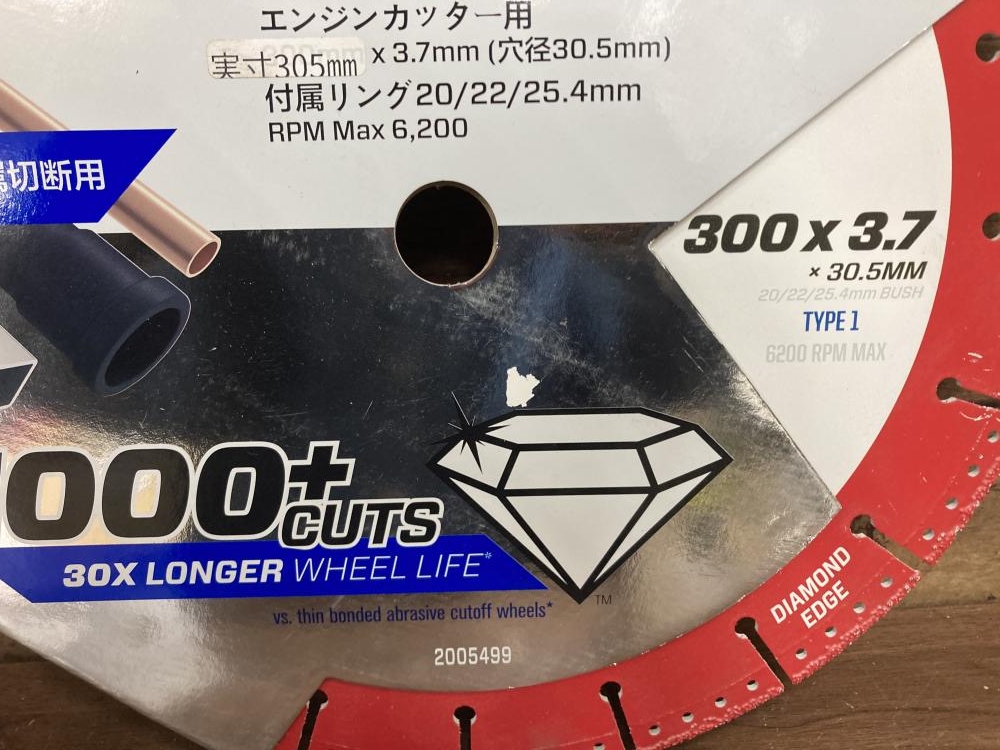 エンジンカッター用
実寸305mm x 3.7mm (穴径30.5mm)
付属リング20/22/25.4mm
RPM Max 6,200
切断用
300 x 3.7
× 30.5MM
20/22/25.4mm BUSH
TYPE 1
6200 RPM MAX
000+
CUTS
30X LONGER WHEEL LIFE*
vs. thin bonded abrasive cutoff wheels*
TM
2005499
DIAMOND
EDGE